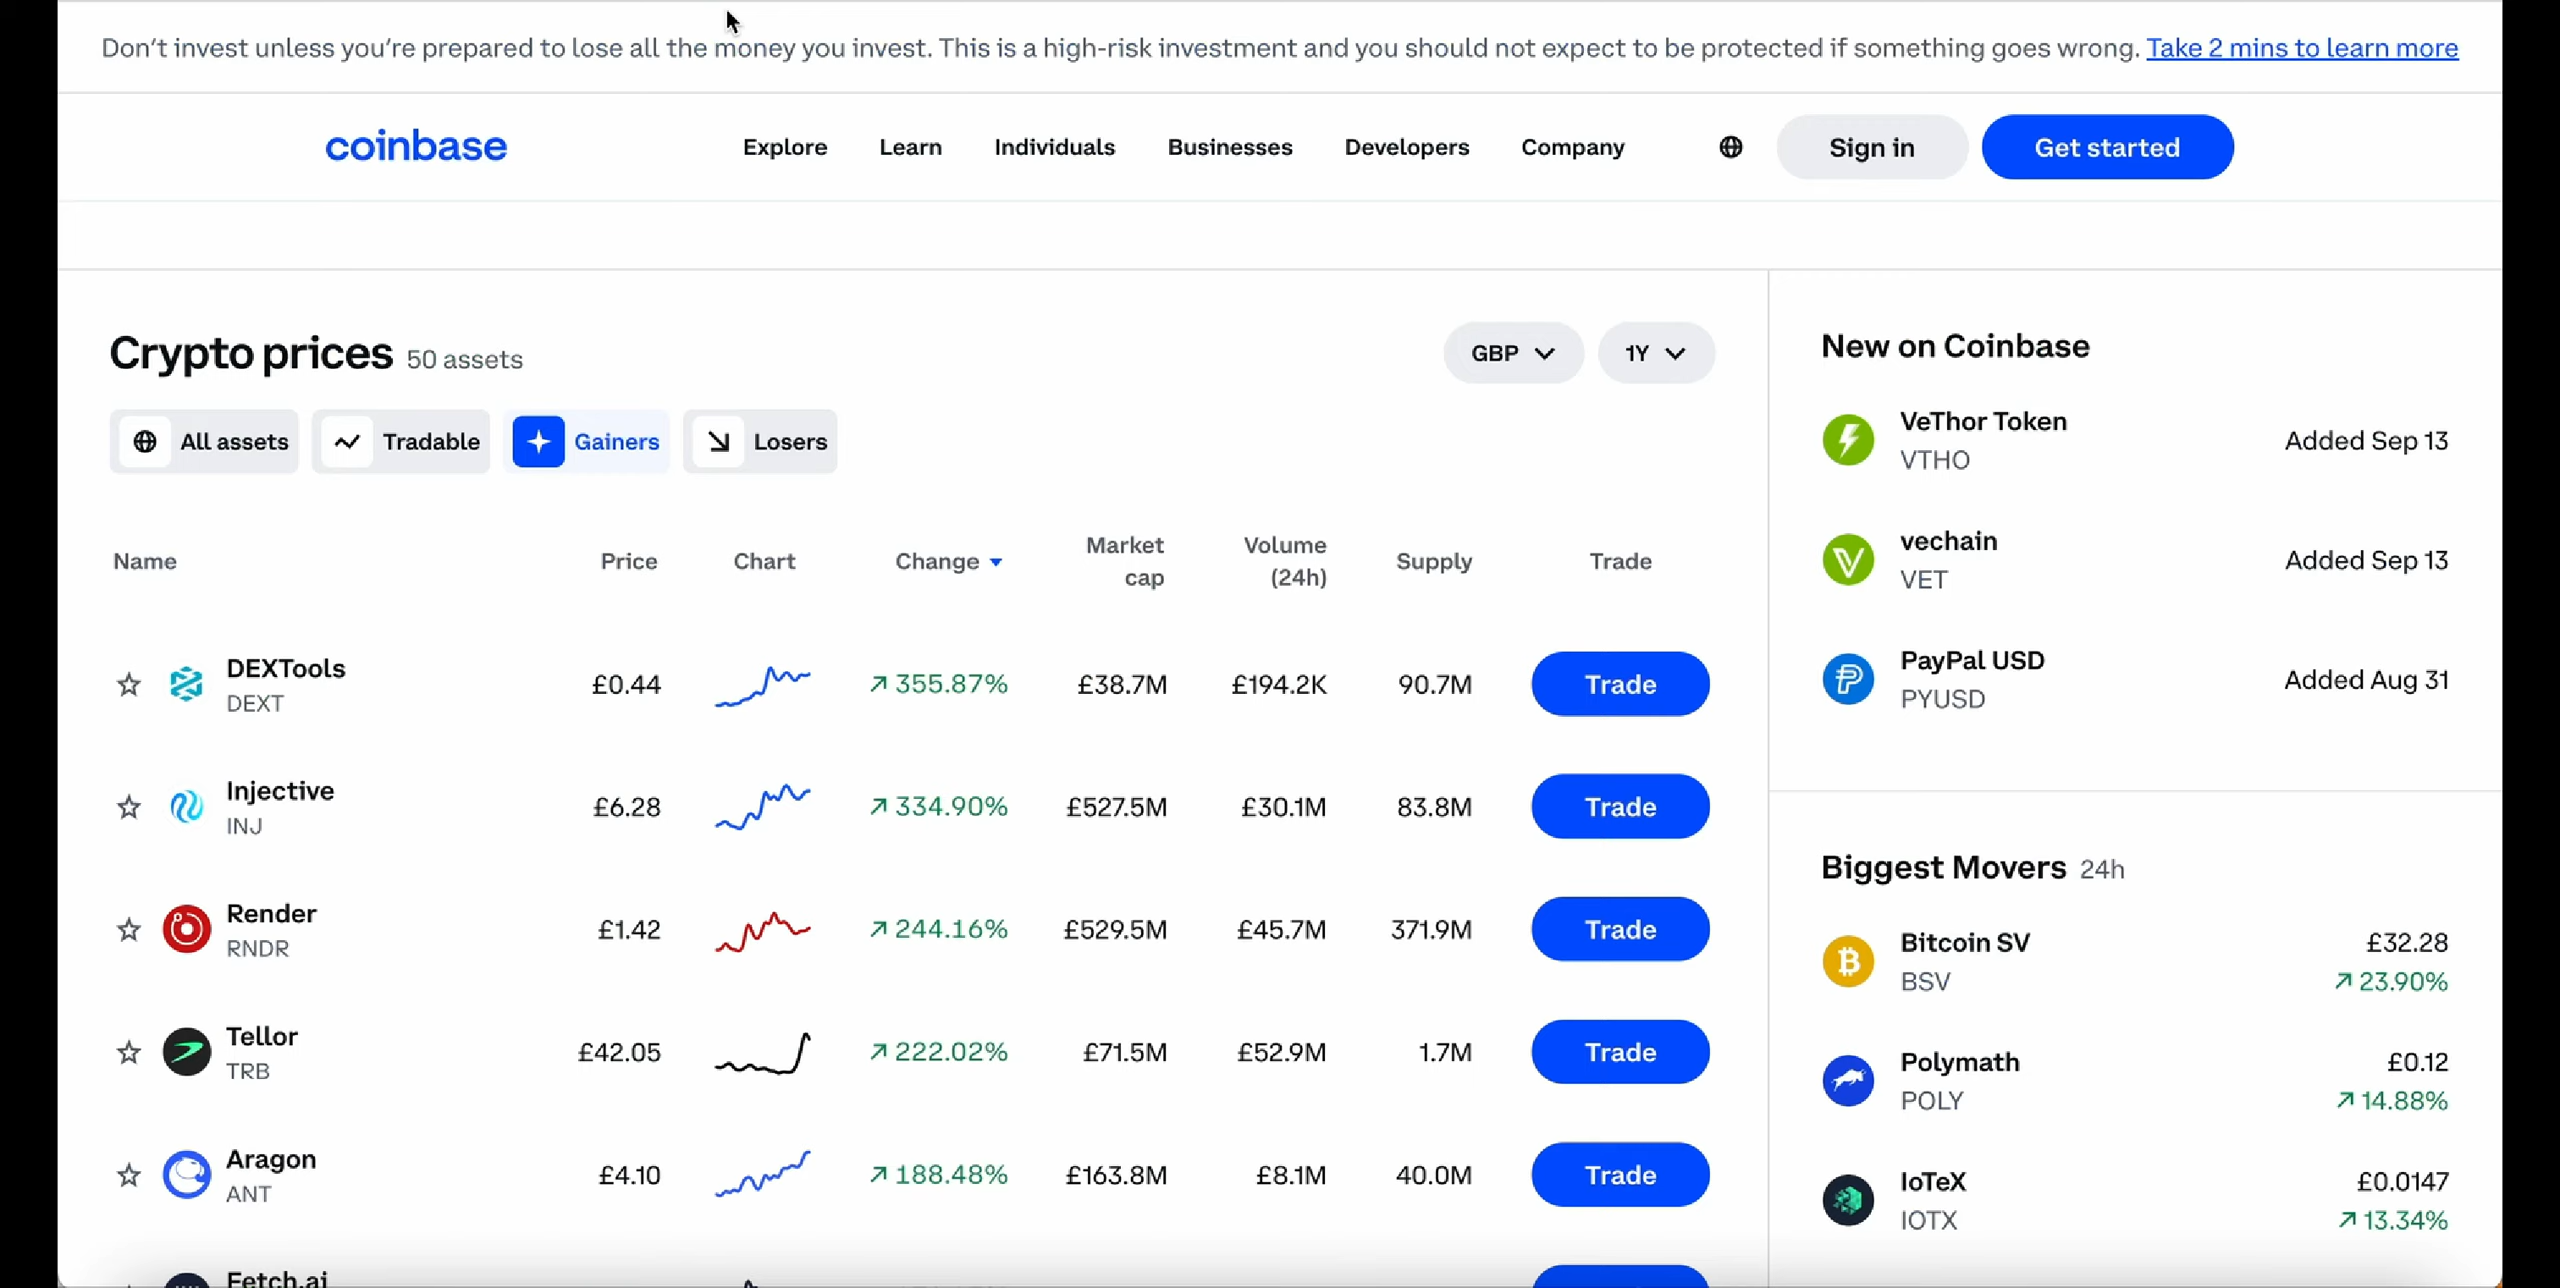 Don't invest unless you're prepared to lose all the money you invest. This is a high-risk investment and you should not expect to be protected if something goes wrong. Take 2 mins to learn more
coinbase
Explore
Learn
Individuals
Businesses
Developers
Company
Sign in
Get started
Crypto prices 50 assets
GBP
1Y
All assets
Tradable
Gainers
Losers
Name
Price
Chart
Change
Market
cap
Volume
(24h)
Supply
Trade
DEXTools
DEXT
£0.44
355.87%
£38.7M
£194.2K
90.7M
Trade
Injective
INJ
£6.28
334.90%
£527.5M
£30.1M
83.8M
Trade
Render
RNDR
£1.42
244.16%
£529.5M
£45.7M
371.9M
Trade
Tellor
TRB
£42.05
222.02%
£71.5M
£52.9M
1.7M
Trade
Aragon
ANT
£4.10
188.48%
£163.8M
£8.1M
40.0M
Trade
Fetch.ai
New on Coinbase
VeThor Token
VTHO
Added Sep 13
vechain
VET
Added Sep 13
PayPal USD
PYUSD
Added Aug 31
Biggest Movers 24h
Bitcoin SV
BSV
£32.28
23.90%
Polymath
POLY
£0.12
14.88%
IoTeX
IOTX
£0.0147
13.34%